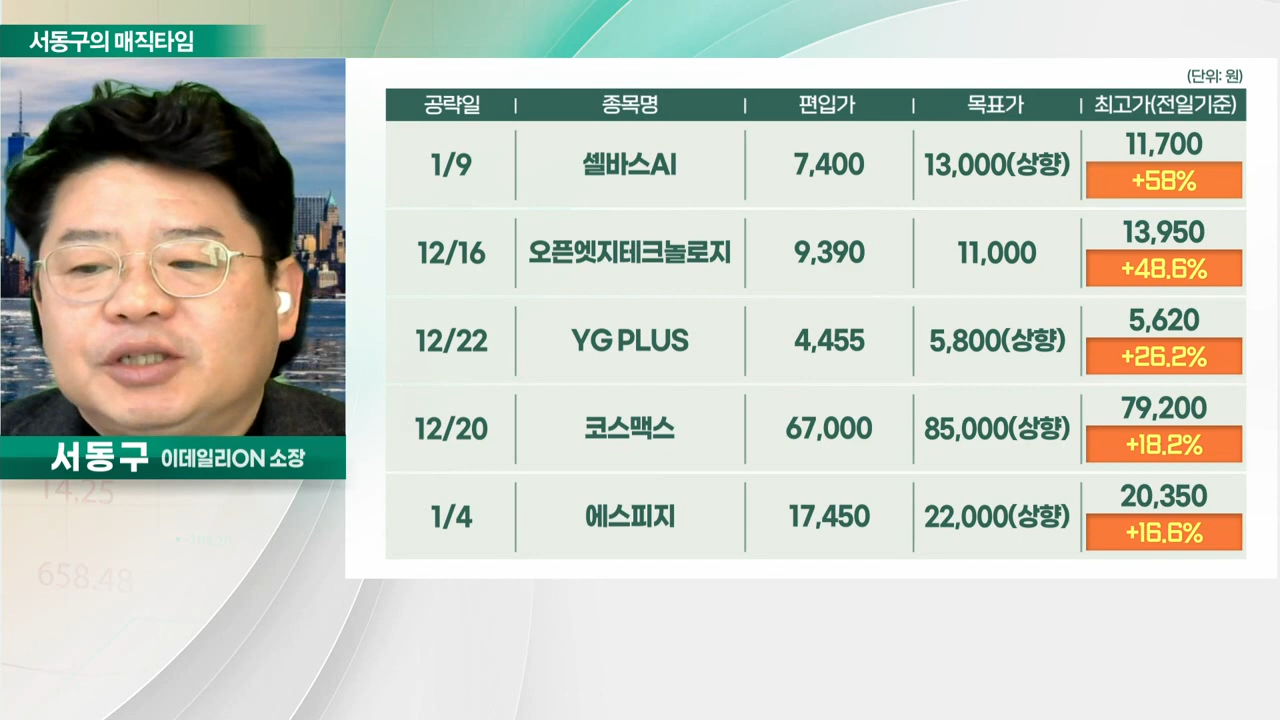 서동구의 매직타임
(단위: 원)
공략일 | 종목명 | 편입가 | 목표가 | 최고가(전일기준)
1/9 셀바스AI 7,400 13,000(상향) 11,700
+58%
12/16 오픈엣지테크놀로지 9,390 11,000 13,950
+48.6%
12/22 YG PLUS 4,455 5,800(상향) 5,620
+26.2%
12/20 코스맥스 67,000 85,000(상향) 79,200
+18.2%
1/4 에스피지 17,450 22,000(상향) 20,350
+16.6%
서동구 이데일리ON 소장
14.25
658.48